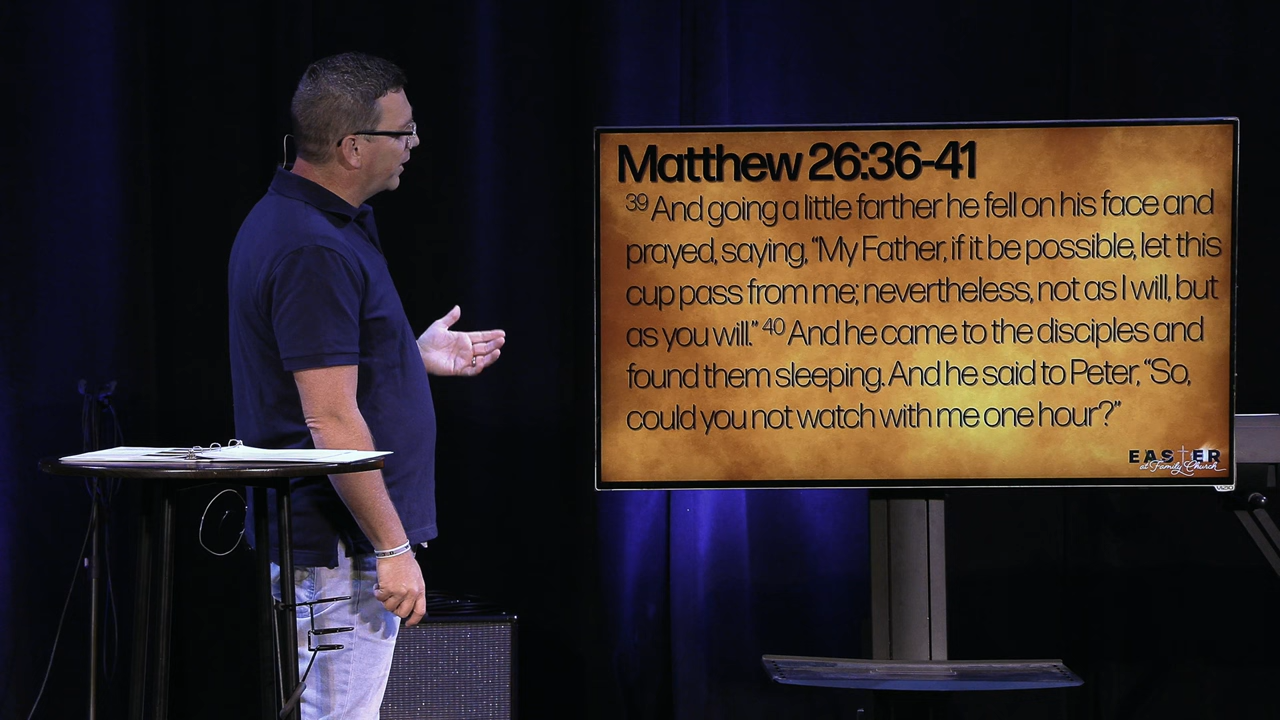 Matthew 26:36-41
39 And going a little farther he fell on his face and
prayed, saying, “My Father, if it be possible, let this
cup pass from me; nevertheless, not as I will, but
as you will.” 40 And he came to the disciples and
found them sleeping. And he said to Peter, “So,
could you not watch with me one hour?”
EASTER
at Family Church